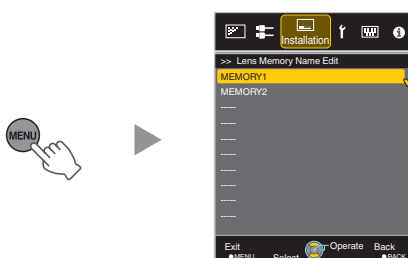 MENU
Installation
>> Lens Memory Name Edit
MEMORY1
MEMORY2
-----
-----
-----
-----
-----
-----
-----
-----
Exit
Operate
Back
●MENU
Select
●BACK